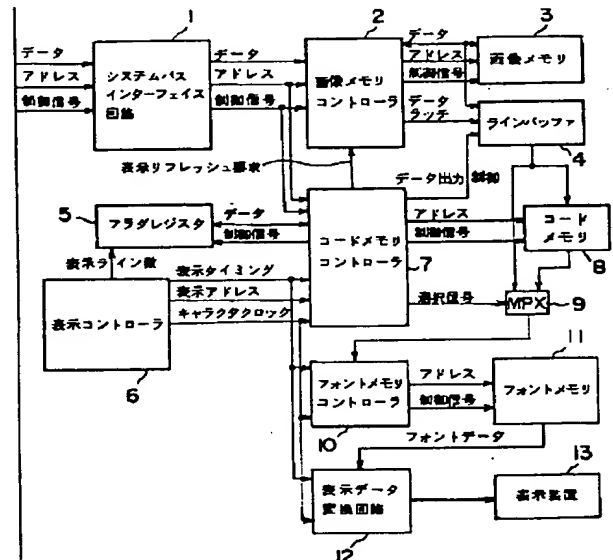 1
2
3
データ
アドレス
制御信号
システムバス
インターフェイス
回路
データ
アドレス
制御信号
画像メモリ
コントローラ
データ
アドレス
制御信号
画像メモリ
データ
ラッチ
ラインバッファ
4
表示リフレッシュ要求
データ出力制御
5
アラダレジスタ
データ
制御信号
コードメモリ
コントローラ
7
アドレス
制御信号
コード
メモリ
8
表示ライン数
表示タイミング
表示アドレス
キャラクタクロック
選択信号
MPX
9
表示コントローラ
6
フォントメモリ
コントローラ
10
アドレス
制御信号
11
フォントメモリ
フォントデータ
表示データ
変換回路
12
13
表示装置